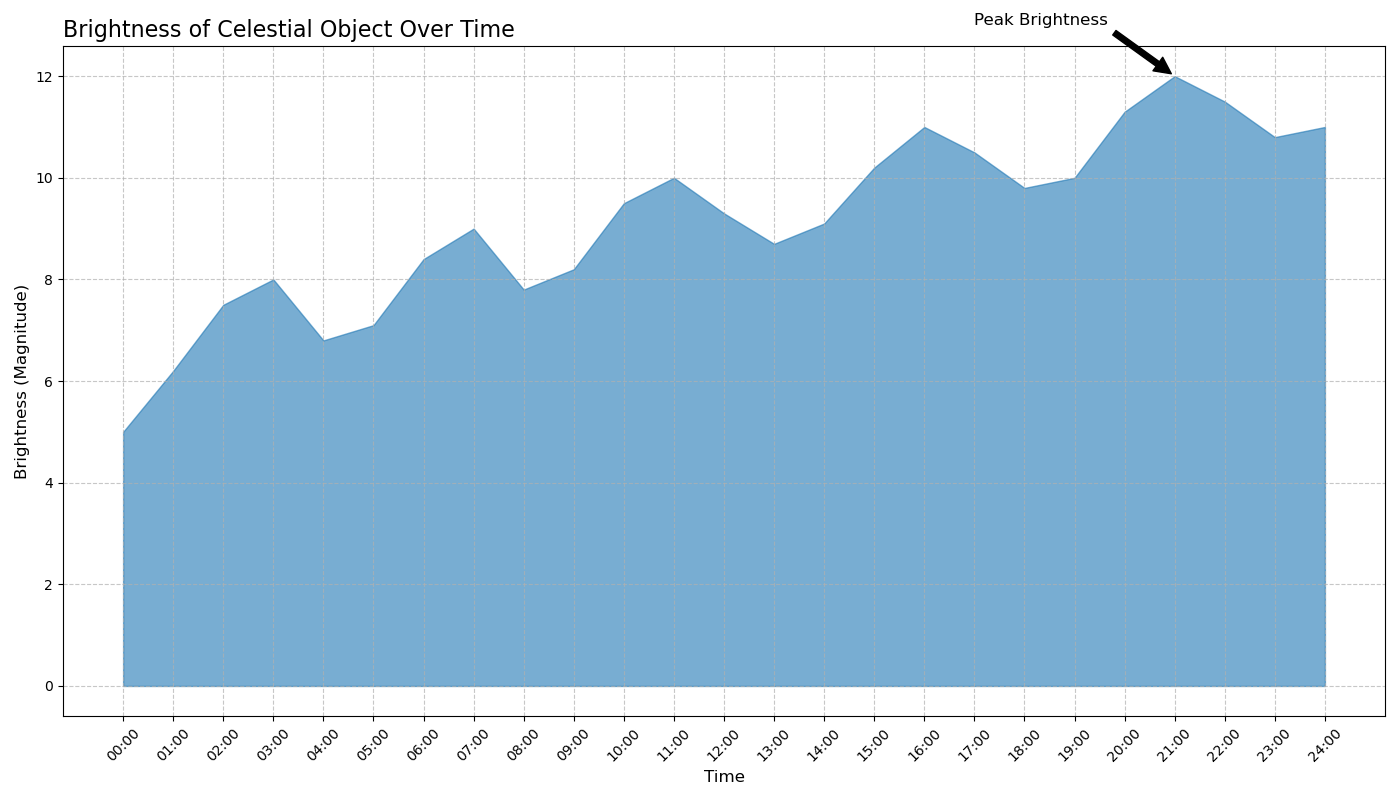 Peak Brightness
Brightness of Celestial Object Over Time
Brightness (Magnitude)
12
10
8
6
4
2
0
00:00 01:00 02:00 03:00 04:00 05:00 06:00 07:00 08:00 09:00 10:00 11:00 12:00 13:00 14:00 15:00 16:00 17:00 18:00 19:00 20:00 21:00 22:00 23:00 24:00
Time